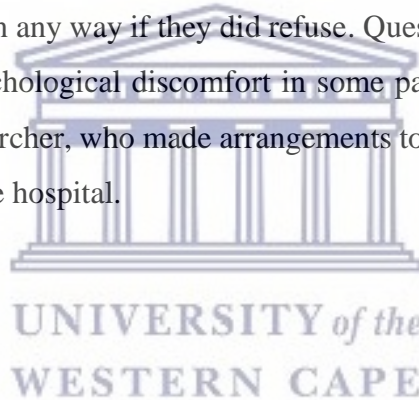 n any way if they did refuse. Ques
chological discomfort in some pa
rcher, who made arrangements to
e hospital.
UNIVERSITY of the
WESTERN CAPE